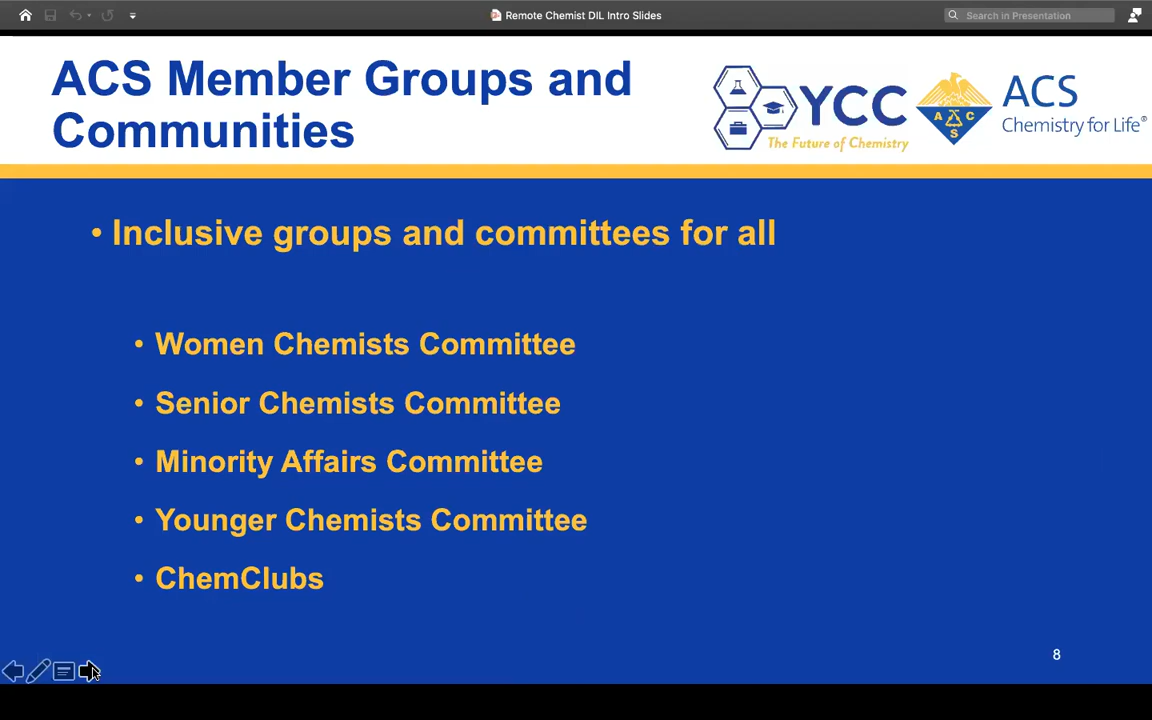 Remote Chemist DIL Intro Slides
Search in Presentation
ACS Member Groups and
Communities
YCC
The Future of Chemistry
A C S
ACS
Chemistry for Life®
• Inclusive groups and committees for all
• Women Chemists Committee
• Senior Chemists Committee
• Minority Affairs Committee
• Younger Chemists Committee
• ChemClubs
8